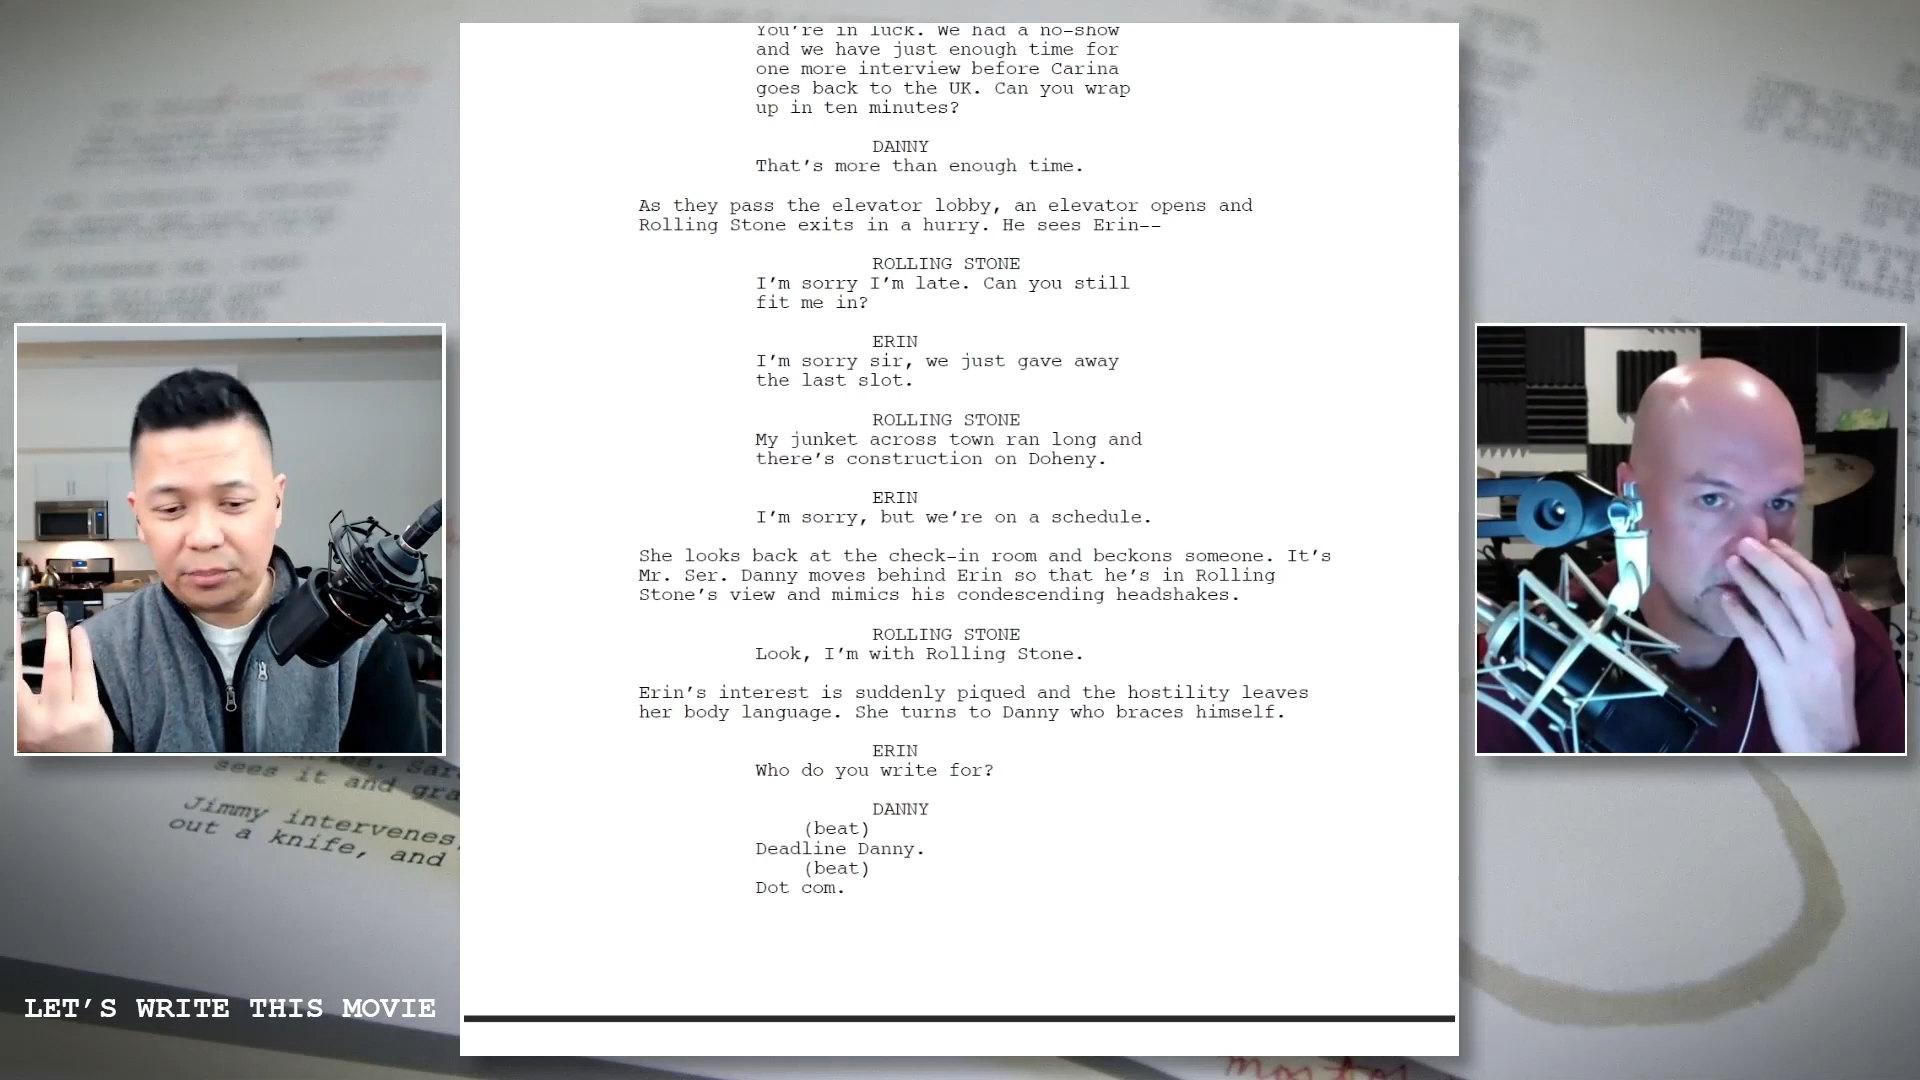 You're in luck. We had a no-show
and we have just enough time for
one more interview before Carina
goes back to the UK. Can you wrap
up in ten minutes?
DANNY
That's more than enough time.
As they pass the elevator lobby, an elevator opens and
Rolling Stone exits in a hurry. He sees Erin--
ROLLING STONE
I'm sorry I'm late. Can you still
fit me in?
ERIN
I'm sorry sir, we just gave away
the last slot.
ROLLING STONE
My junket across town ran long and
there's construction on Doheny.
ERIN
I'm sorry, but we're on a schedule.
She looks back at the check-in room and beckons someone. It's
Mr. Ser. Danny moves behind Erin so that he's in Rolling
Stone's view and mimics his condescending headshakes.
ROLLING STONE
Look, I'm with Rolling Stone.
Erin's interest is suddenly piqued and the hostility leaves
her body language. She turns to Danny who braces himself.
ERIN
Who do you write for?
DANNY
(beat)
Deadline Danny.
(beat)
Dot com.
sees it and gra
Jimmy intervenes
out a knife, and
LET'S WRITE THIS MOVIE